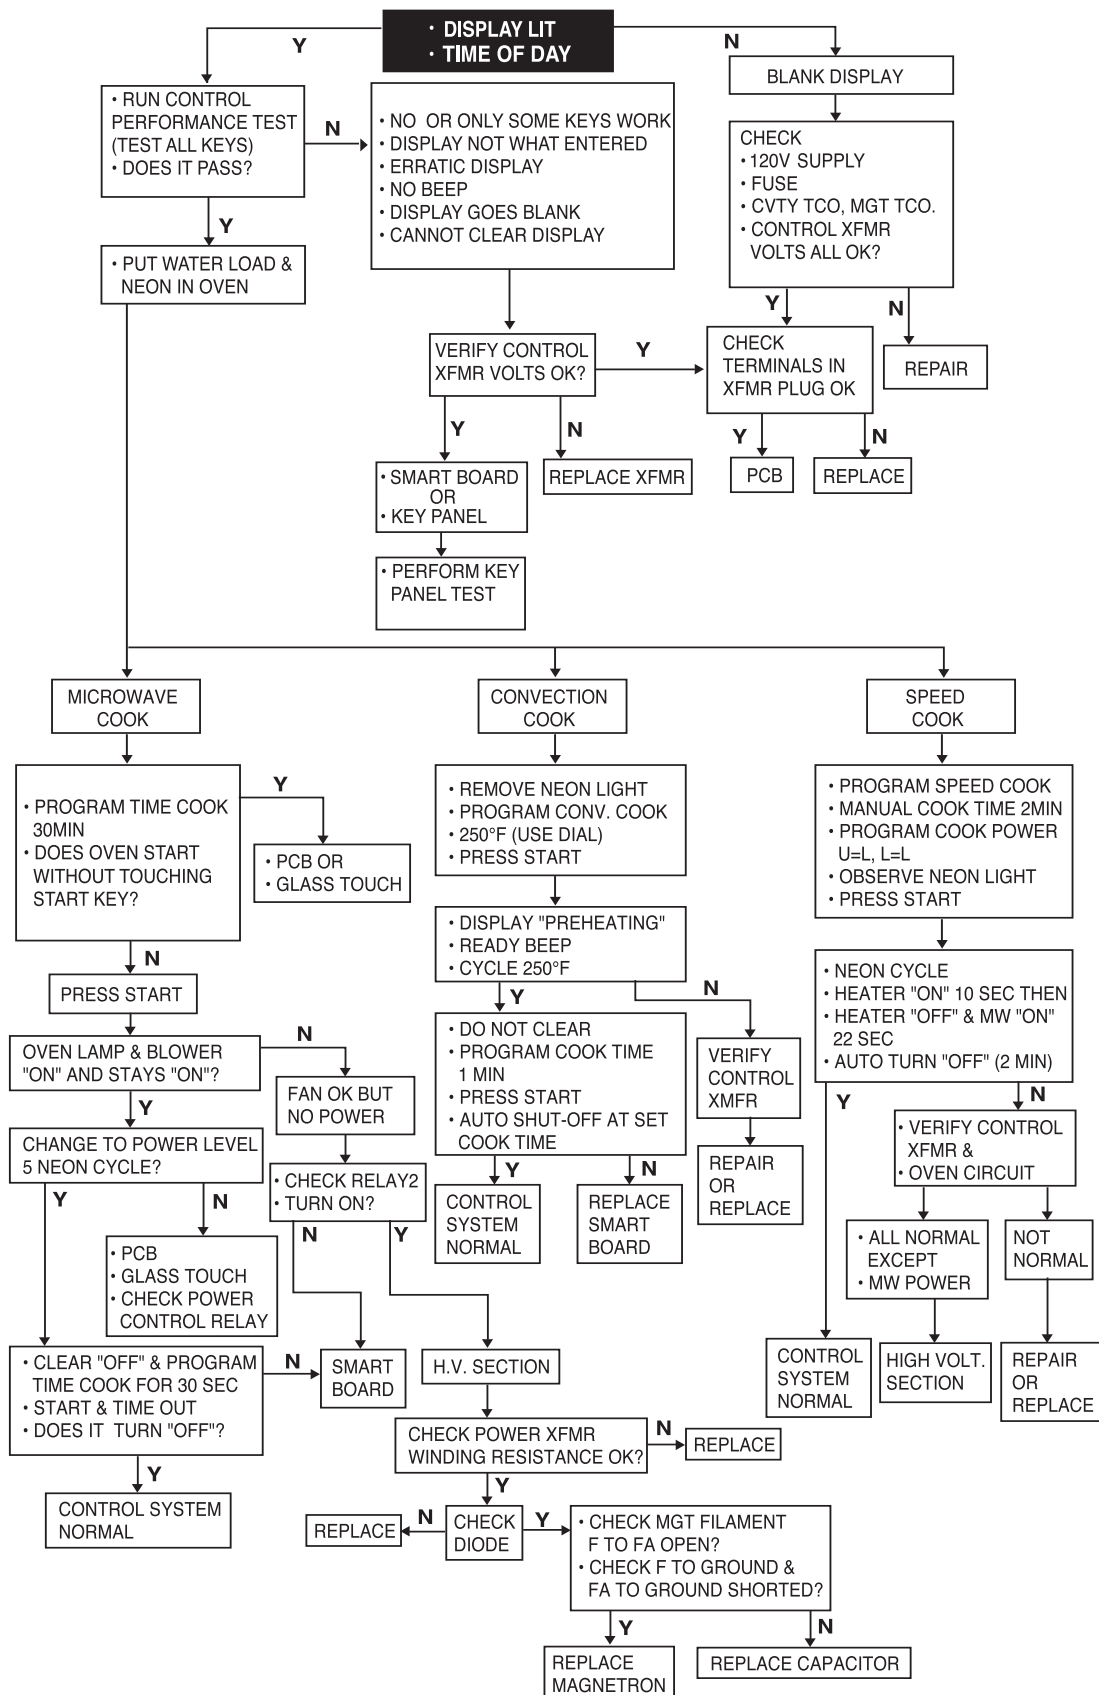 • DISPLAY LIT
• TIME OF DAY
Y
N
BLANK DISPLAY
• RUN CONTROL
PERFORMANCE TEST
(TEST ALL KEYS)
• DOES IT PASS?
N
• NO OR ONLY SOME KEYS WORK
• DISPLAY NOT WHAT ENTERED
• ERRATIC DISPLAY
• NO BEEP
• DISPLAY GOES BLANK
• CANNOT CLEAR DISPLAY
CHECK
• 120V SUPPLY
• FUSE
• CVTY TCO, MGT TCO.
• CONTROL XFMR
VOLTS ALL OK?
Y
• PUT WATER LOAD &
NEON IN OVEN
Y
N
VERIFY CONTROL
XFMR VOLTS OK?
Y
CHECK
TERMINALS IN
XFMR PLUG OK
REPAIR
Y
N
Y
N
• SMART BOARD
OR
• KEY PANEL
REPLACE XFMR
PCB
REPLACE
• PERFORM KEY
PANEL TEST
MICROWAVE
COOK
CONVECTION
COOK
SPEED
COOK
• PROGRAM TIME COOK
30MIN
• DOES OVEN START
WITHOUT TOUCHING
START KEY?
Y
• PCB OR
• GLASS TOUCH
• REMOVE NEON LIGHT
• PROGRAM CONV. COOK
• 250°F (USE DIAL)
• PRESS START
• PROGRAM SPEED COOK
• MANUAL COOK TIME 2MIN
• PROGRAM COOK POWER
U=L, L=L
• OBSERVE NEON LIGHT
• PRESS START
N
PRESS START
• DISPLAY "PREHEATING"
• READY BEEP
• CYCLE 250°F
Y
N
• NEON CYCLE
• HEATER "ON" 10 SEC THEN
• HEATER "OFF" & MW "ON"
22 SEC
• AUTO TURN "OFF" (2 MIN)
OVEN LAMP & BLOWER
"ON" AND STAYS "ON"?
N
FAN OK BUT
NO POWER
• DO NOT CLEAR
• PROGRAM COOK TIME
1 MIN
• PRESS START
• AUTO SHUT-OFF AT SET
COOK TIME
VERIFY
CONTROL
XMFR
Y
N
Y
CHANGE TO POWER LEVEL
5 NEON CYCLE?
• VERIFY CONTROL
XFMR &
• OVEN CIRCUIT
Y
N
• CHECK RELAY2
• TURN ON?
Y
N
CONTROL
SYSTEM
NORMAL
REPLACE
SMART
BOARD
REPAIR
OR
REPLACE
N
Y
• ALL NORMAL
EXCEPT
• MW POWER
NOT
NORMAL
• PCB
• GLASS TOUCH
• CHECK POWER
CONTROL RELAY
• CLEAR "OFF" & PROGRAM
TIME COOK FOR 30 SEC
• START & TIME OUT
• DOES IT TURN "OFF"?
N
SMART
BOARD
H.V. SECTION
CONTROL
SYSTEM
NORMAL
HIGH VOLT.
SECTION
REPAIR
OR
REPLACE
CHECK POWER XFMR
WINDING RESISTANCE OK?
N
REPLACE
Y
CONTROL SYSTEM
NORMAL
Y
REPLACE
N
CHECK
DIODE
Y
• CHECK MGT FILAMENT
F TO FA OPEN?
• CHECK F TO GROUND &
FA TO GROUND SHORTED?
Y
N
REPLACE
MAGNETRON
REPLACE CAPACITOR